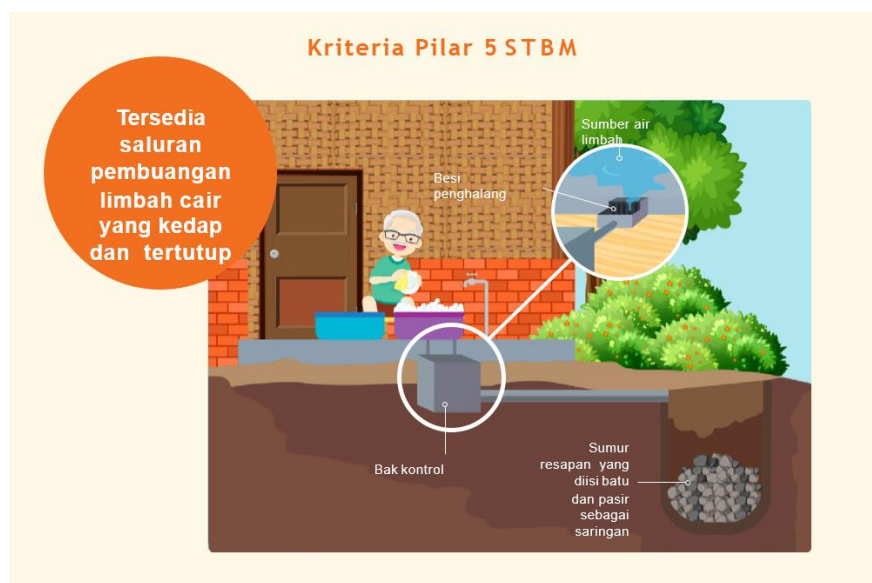 Kriteria Pilar 5 STBM
Tersedia
saluran
pembuangan
limbah cair
yang kedap
dan tertutup
Sumber air
limbah
Besi
penghalang
Bak kontrol
Sumur
resapan yang
diisi batu
dan pasir
sebagai
saringan